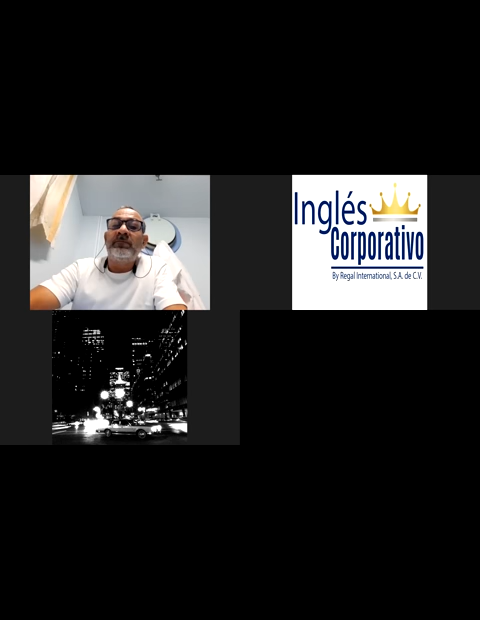 Inglés
Corporativo
By Regal International, S.A. de C.V.